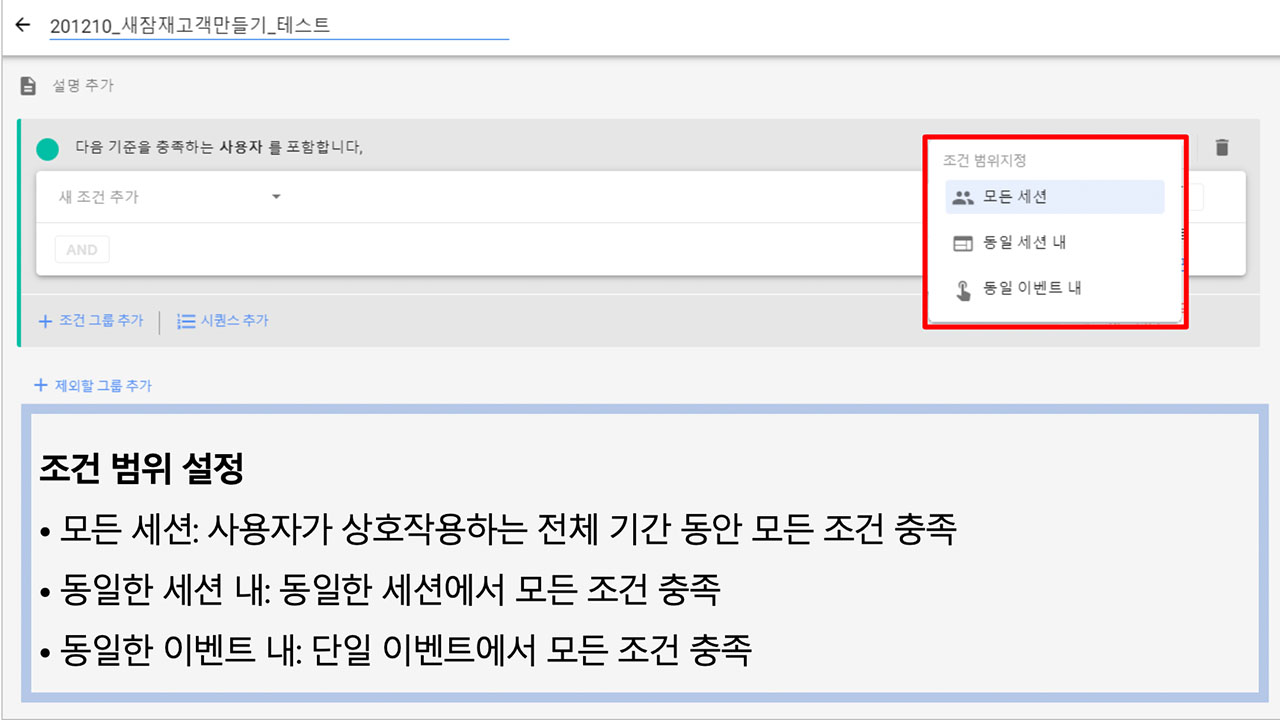 201210_새잠재고객만들기_테스트
설명 추가
다음 기준을 충족하는 사용자 를 포함합니다,
조건 범위지정
새 조건 추가
모든 세션
동일 세션 내
AND
동일 이벤트 내
조건 그룹 추가
시퀀스 추가
제외할 그룹 추가
조건 범위 설정
• 모든 세션: 사용자가 상호작용하는 전체 기간 동안 모든 조건 충족
• 동일한 세션 내: 동일한 세션에서 모든 조건 충족
• 동일한 이벤트 내: 단일 이벤트에서 모든 조건 충족